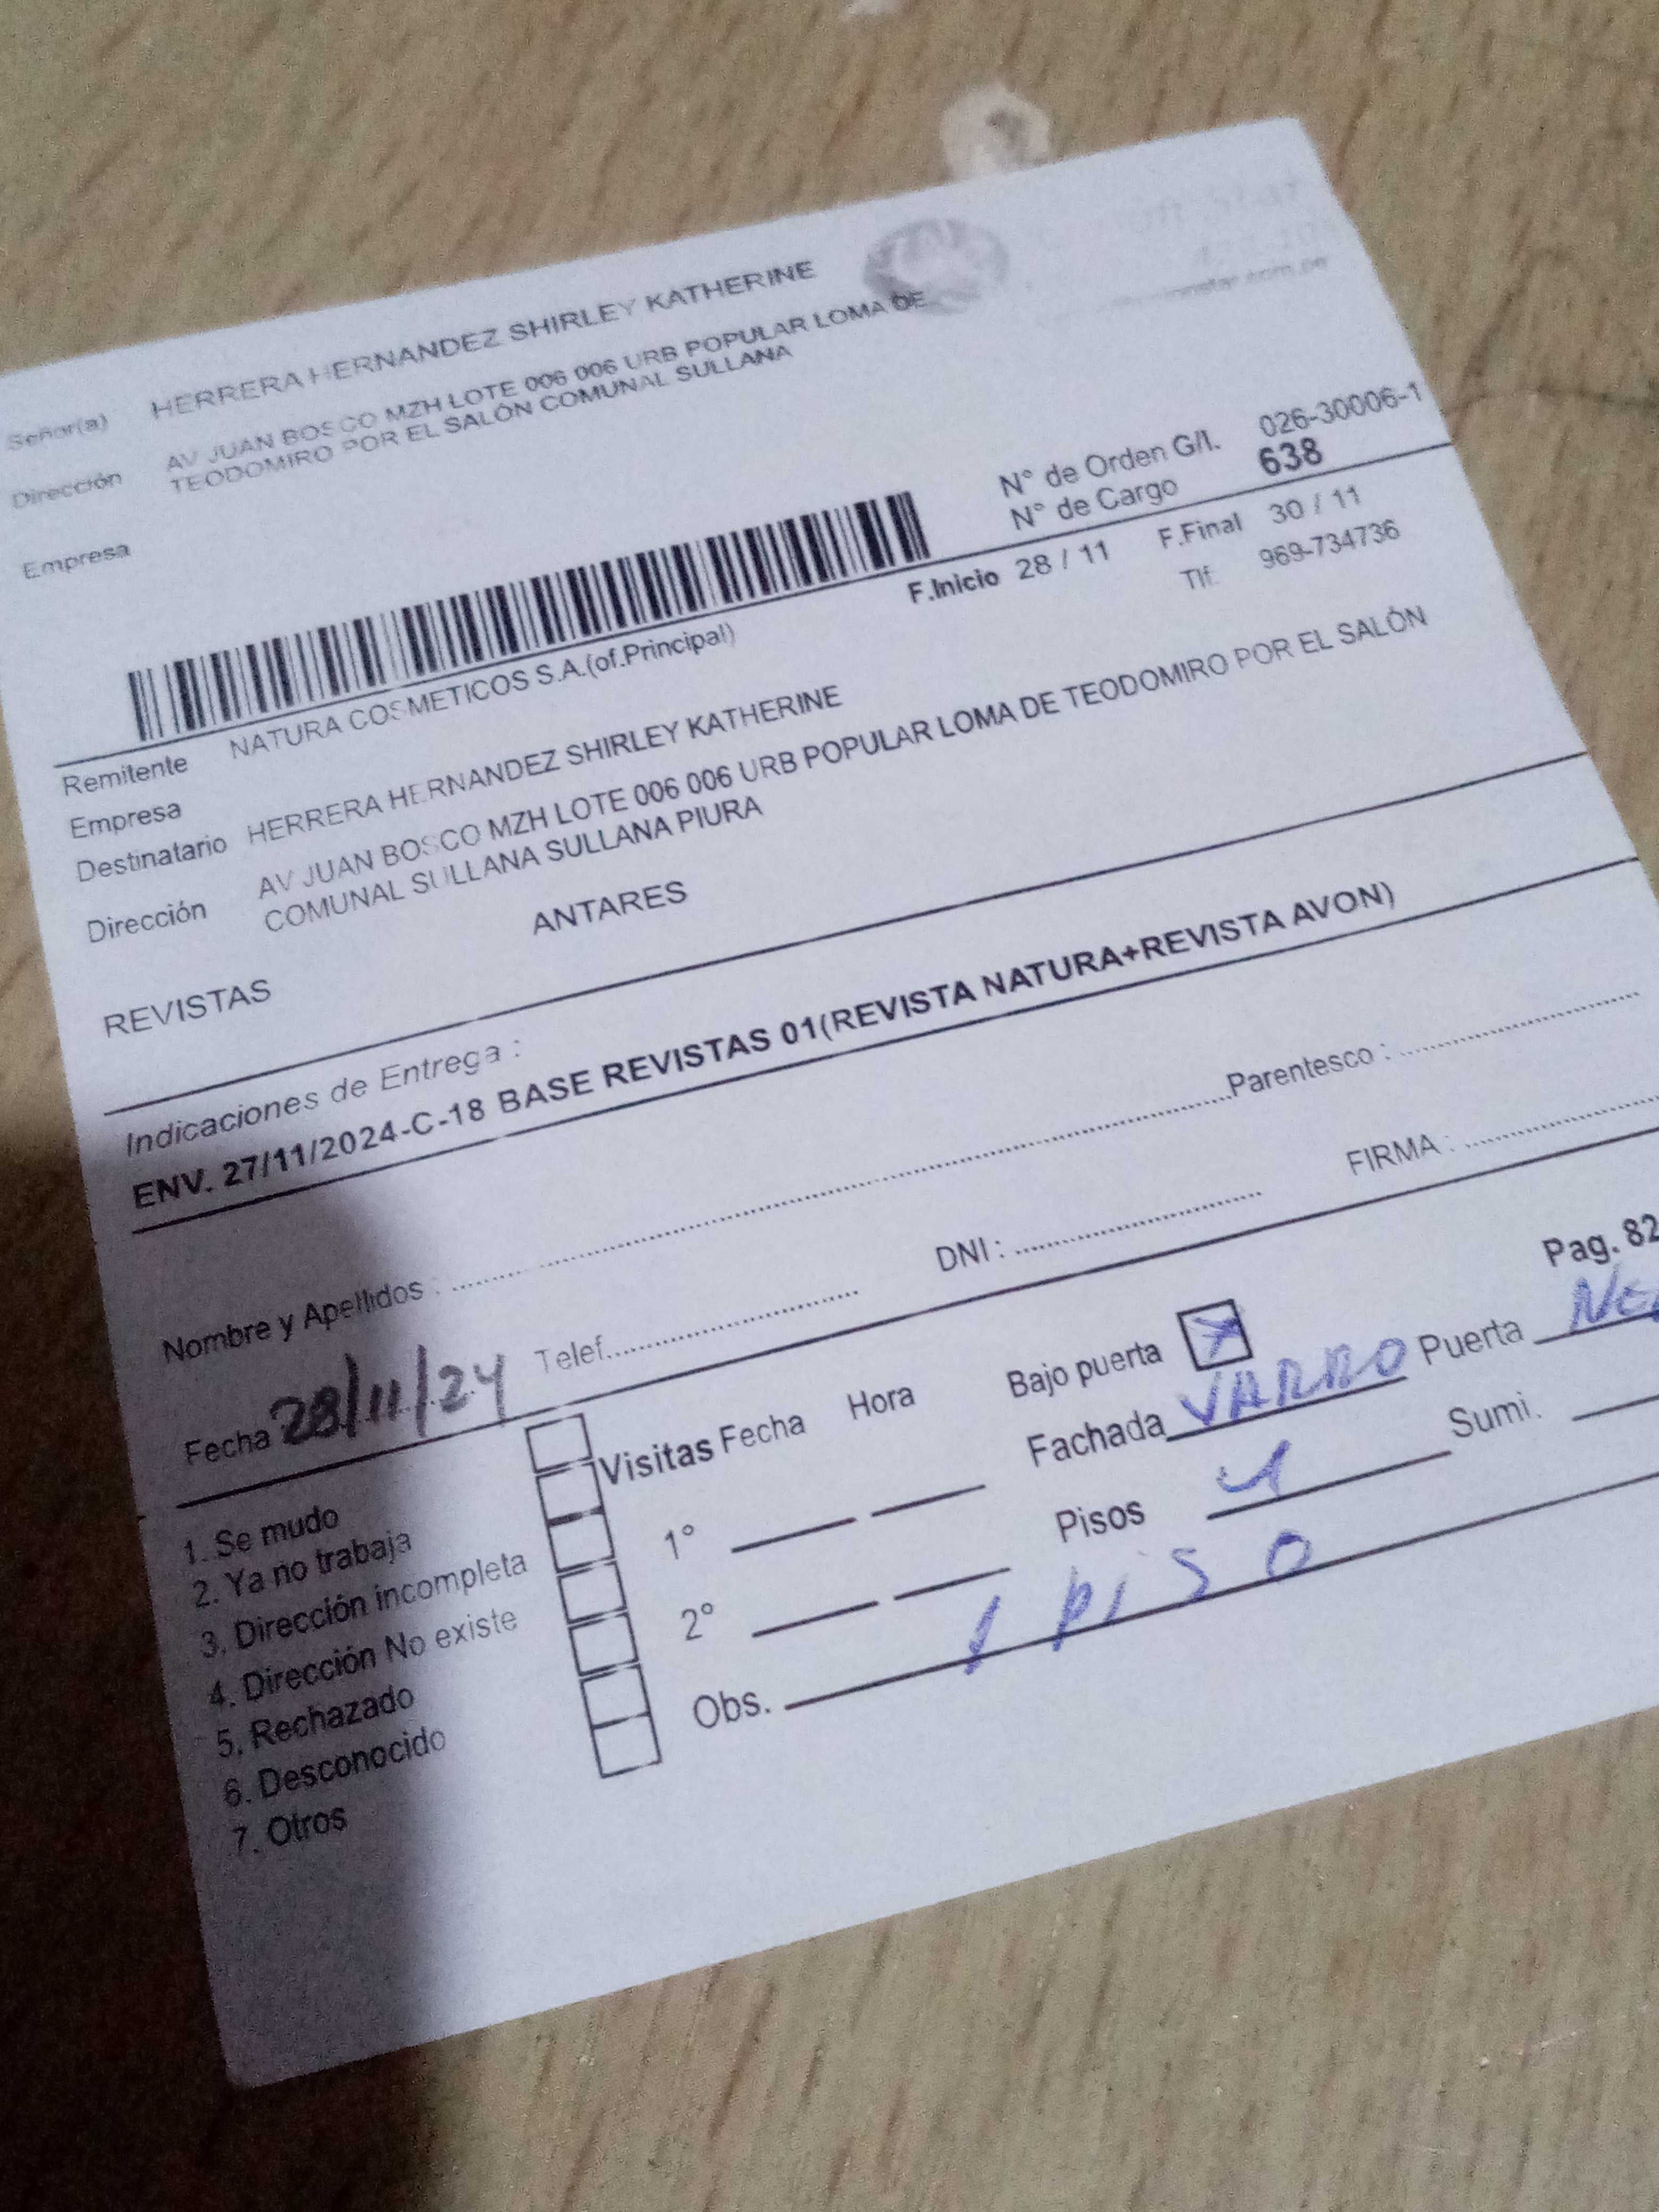 Señor(a) HERRERA HERNANDEZ SHIRLEY KATHERINE
Dirección AV JUAN BOSCO MZH LOTE 006 006 URB POPULAR LOMA DE
TEODOMIRO POR EL SALÓN COMUNAL SULLANA
Empresa
N° de Orden G/I. 026-30006-1
N° de Cargo 638
F.Inicio 28 / 11 F.Final 30 / 11
Tlf. 969-734736
Remitente NATURA COSMETICOS S.A.(of.Principal)
Empresa
Destinatario HERRERA HERNANDEZ SHIRLEY KATHERINE
Dirección AV JUAN BOSCO MZH LOTE 006 006 URB POPULAR LOMA DE TEODOMIRO POR EL SALÓN
COMUNAL SULLANA SULLANA PIURA
REVISTAS ANTARES
Indicaciones de Entrega :
ENV. 27/11/2024-C-18 BASE REVISTAS 01(REVISTA NATURA+REVISTA AVON)
Nombre y Apellidos : Parentesco :
Fecha 28/11/24 Telef. DNI : FIRMA :
Pag. 82
1. Se mudo
2. Ya no trabaja
3. Dirección incompleta
4. Dirección No existe
5. Rechazado
6. Desconocido
7. Otros
Visitas Fecha Hora
1°
2°
Bajo puerta
Fachada Puerta
Pisos 1 Sumi.
Obs. 1 piso